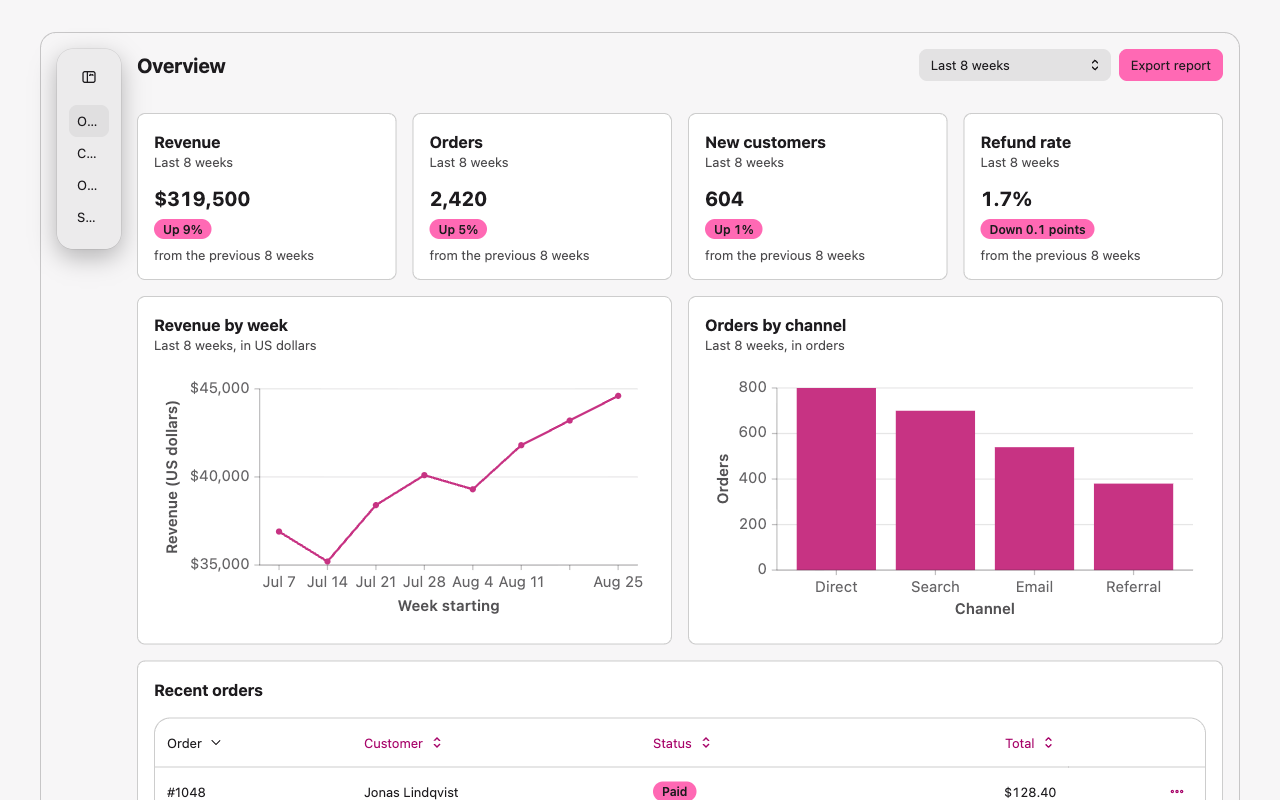 Overview
Last 8 weeks
Export report
O...
C...
O...
S...
Revenue
Last 8 weeks
$319,500
Up 9%
from the previous 8 weeks
Orders
Last 8 weeks
2,420
Up 5%
from the previous 8 weeks
New customers
Last 8 weeks
604
Up 1%
from the previous 8 weeks
Refund rate
Last 8 weeks
1.7%
Down 0.1 points
from the previous 8 weeks
Revenue by week
Last 8 weeks, in US dollars
Revenue (US dollars)
$45,000
$40,000
$35,000
Jul 7 Jul 14 Jul 21 Jul 28 Aug 4 Aug 11 Aug 25
Week starting
Orders by channel
Last 8 weeks, in orders
Orders
800
600
400
200
0
Direct Search Email Referral
Channel
Recent orders
Order Customer Status Total
#1048 Jonas Lindqvist Paid $128.40